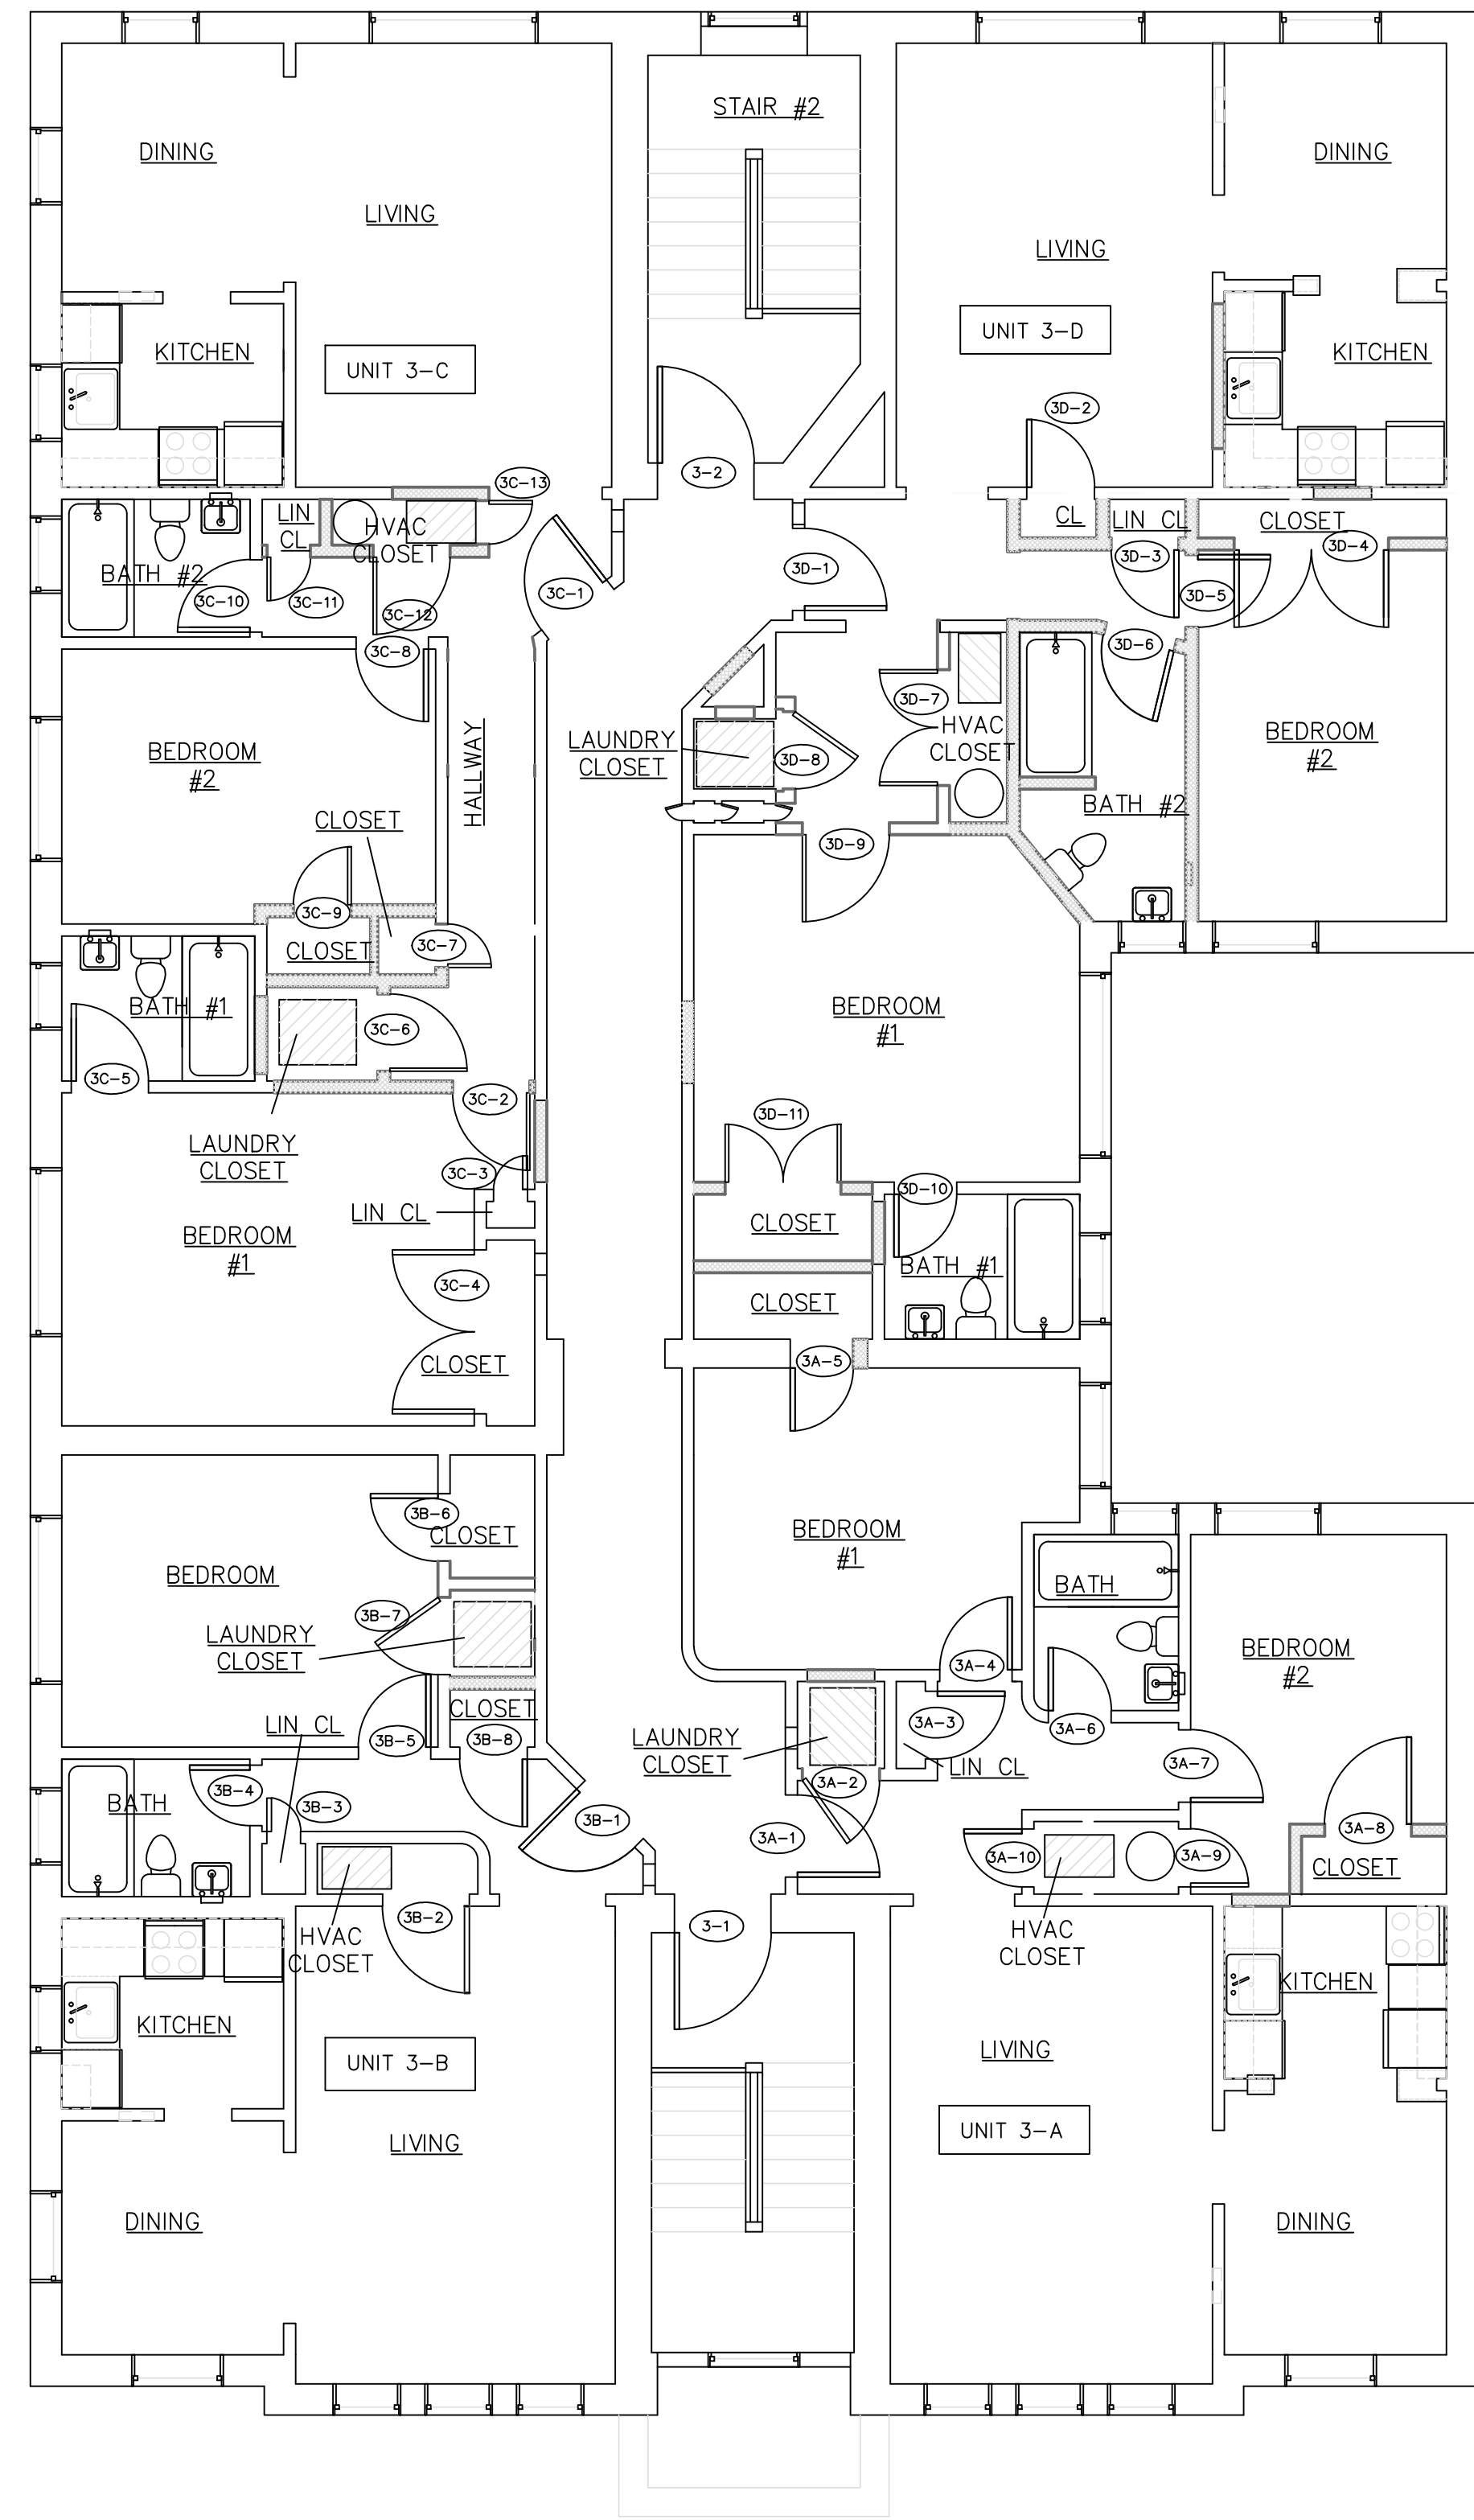 STAIR #2
DINING
DINING
LIVING
LIVING
UNIT 3-D
KITCHEN
KITCHEN
UNIT 3-C
3D-2
3-2
3C-13
LIN
CL
HVAC
CLOSET
CL
LIN CL
CLOSET
3D-4
3D-3
BATH #2
3D-1
3C-10
3C-11
3C-12
3C-1
3D-5
3C-8
3D-6
3D-7
HVAC
CLOSET
BEDROOM
#2
HALLWAY
LAUNDRY
CLOSET
3D-8
BEDROOM
#2
BATH #2
CLOSET
3D-9
3C-9
CLOSET
3C-7
BATH #1
BEDROOM
#1
3C-6
3C-5
3C-2
3D-11
LAUNDRY
CLOSET
3C-3
3D-10
LIN CL
CLOSET
BEDROOM
#1
BATH #1
3C-4
CLOSET
CLOSET
3A-5
3B-6
CLOSET
BEDROOM
#1
BEDROOM
BATH
3B-7
LAUNDRY
CLOSET
BEDROOM
#2
3A-4
CLOSET
LIN CL
3B-5
3B-8
LAUNDRY
CLOSET
3A-3
3A-6
LIN CL
3A-7
3A-2
3B-4
BATH
3B-3
3B-1
3A-1
3A-8
3A-10
3A-9
CLOSET
3B-2
3-1
HVAC
CLOSET
HVAC
CLOSET
KITCHEN
KITCHEN
UNIT 3-B
LIVING
UNIT 3-A
LIVING
DINING
DINING